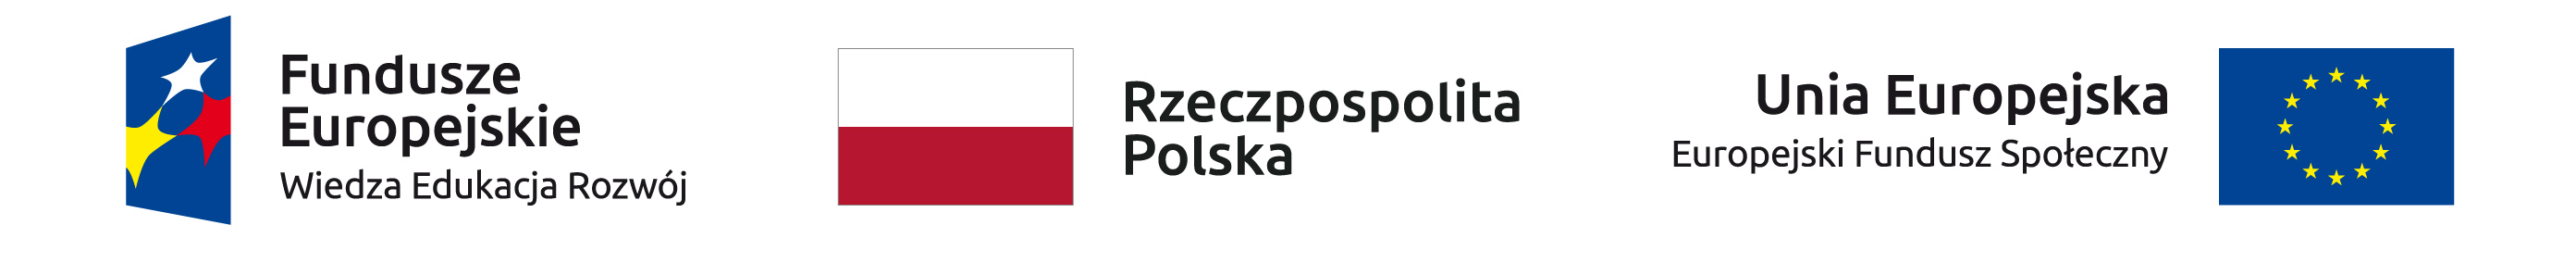 Fundusze
Europejskie
Wiedza Edukacja Rozwój
Rzeczpospolita
Polska
Unia Europejska
Europejski Fundusz Społeczny